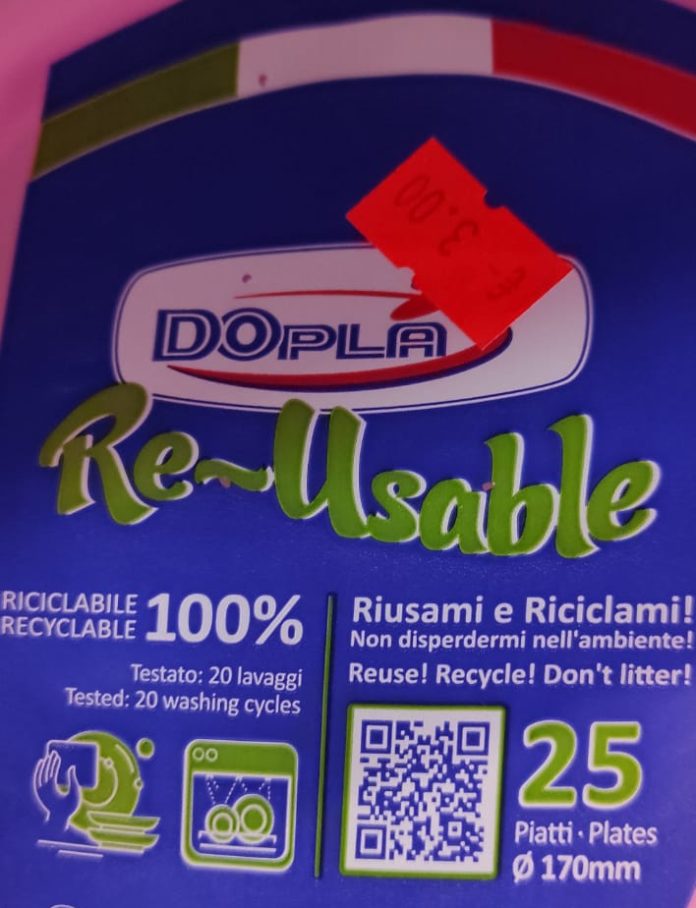 € 3.00
DOPLA
Re-Usable
RICICLABILE
RECYCLABLE
100%
Testato: 20 lavaggi
Tested: 20 washing cycles
Riusami e Riciclami!
Non disperdermi nell'ambiente!
Reuse! Recycle! Don't litter!
25
Piatti · Plates
Ø 170mm